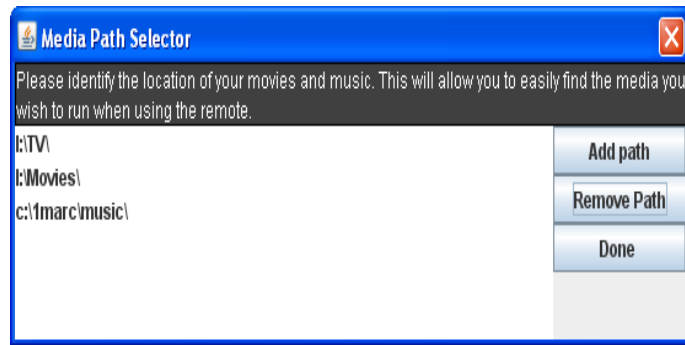 Media Path Selector
Please identify the location of your movies and music. This will allow you to easily find the media you
wish to run when using the remote.
I:\TV\
I:\Movies\
c:\1marc\music\
Add path
Remove Path
Done